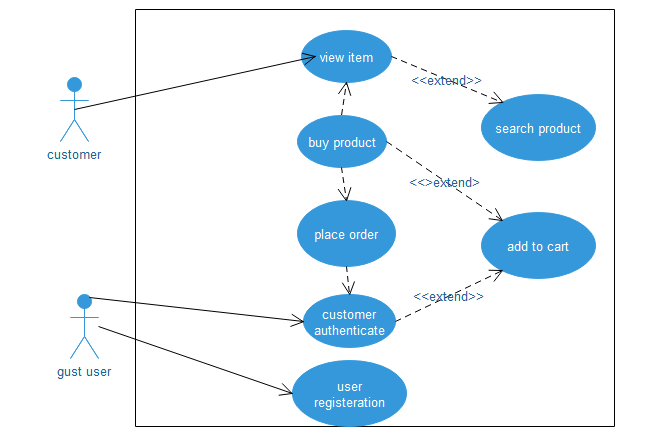 view item
<<extend>>
search product
customer
buy product
<<>extend>
place order
add to cart
<<extend>>
customer
authenticate
gust user
user
registeration